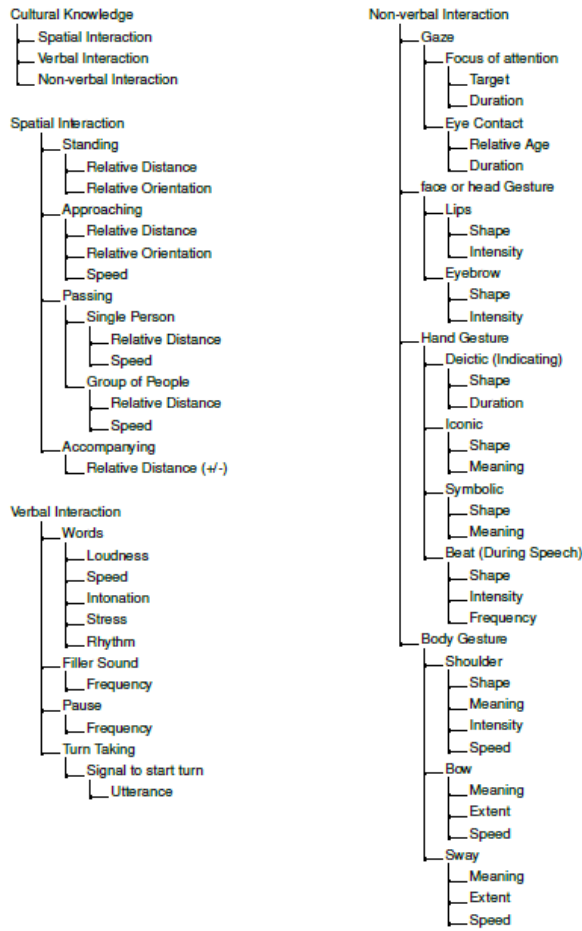 Cultural Knowledge
Spatial Interaction
Verbal Interaction
Non-verbal Interaction
Spatial Interaction
Standing
Relative Distance
Relative Orientation
Approaching
Relative Distance
Relative Orientation
Speed
Passing
Single Person
Relative Distance
Speed
Group of People
Relative Distance
Speed
Accompanying
Relative Distance (+/-)
Verbal Interaction
Words
Loudness
Speed
Intonation
Stress
Rhythm
Filler Sound
Frequency
Pause
Frequency
Turn Taking
Signal to start turn
Utterance
Non-verbal Interaction
Gaze
Focus of attention
Target
Duration
Eye Contact
Relative Age
Duration
face or head Gesture
Lips
Shape
Intensity
Eyebrow
Shape
Intensity
Hand Gesture
Deictic (Indicating)
Shape
Duration
Iconic
Shape
Meaning
Symbolic
Shape
Meaning
Beat (During Speech)
Shape
Intensity
Frequency
Body Gesture
Shoulder
Shape
Meaning
Intensity
Speed
Bow
Meaning
Extent
Speed
Sway
Meaning
Extent
Speed